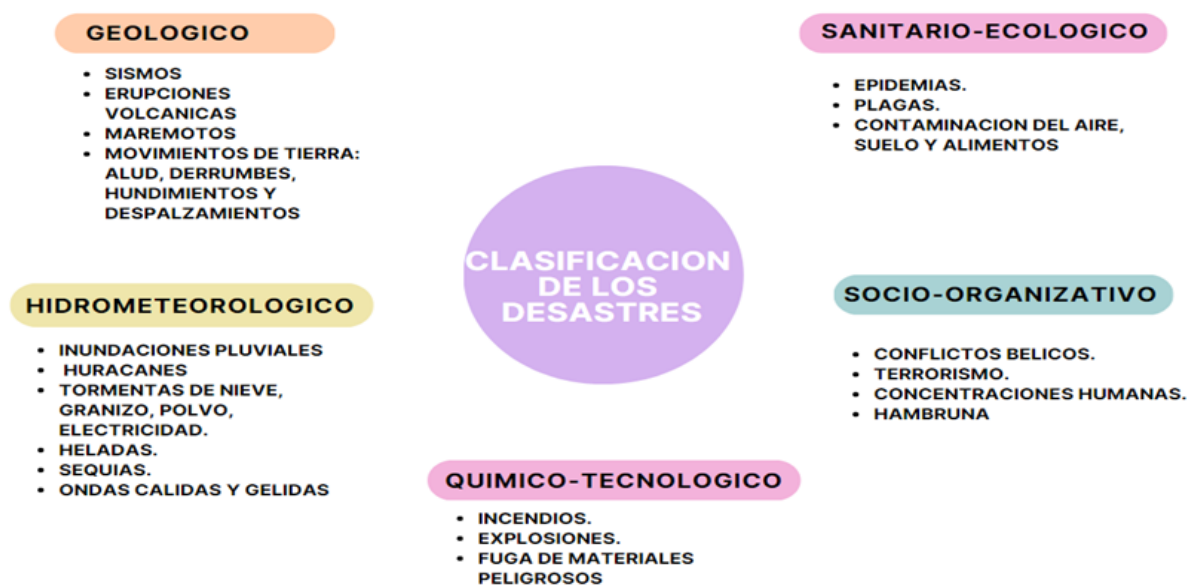 GEOLOGICO
• SISMOS
• ERUPCIONES
VOLCANICAS
• MAREMOTOS
• MOVIMIENTOS DE TIERRA:
ALUD, DERRUMBES,
HUNDIMIENTOS Y
DESPALZAMIENTOS
SANITARIO-ECOLOGICO
• EPIDEMIAS.
• PLAGAS.
• CONTAMINACION DEL AIRE,
SUELO Y ALIMENTOS
CLASIFICACION
DE LOS
DESASTRES
HIDROMETEOROLOGICO
• INUNDACIONES PLUVIALES
• HURACANES
• TORMENTAS DE NIEVE,
GRANIZO, POLVO,
ELECTRICIDAD.
• HELADAS.
• SEQUIAS.
• ONDAS CALIDAS Y GELIDAS
SOCIO-ORGANIZATIVO
• CONFLICTOS BELICOS.
• TERRORISMO.
• CONCENTRACIONES HUMANAS.
• HAMBRUNA
QUIMICO-TECNOLOGICO
• INCENDIOS.
• EXPLOSIONES.
• FUGA DE MATERIALES
PELIGROSOS